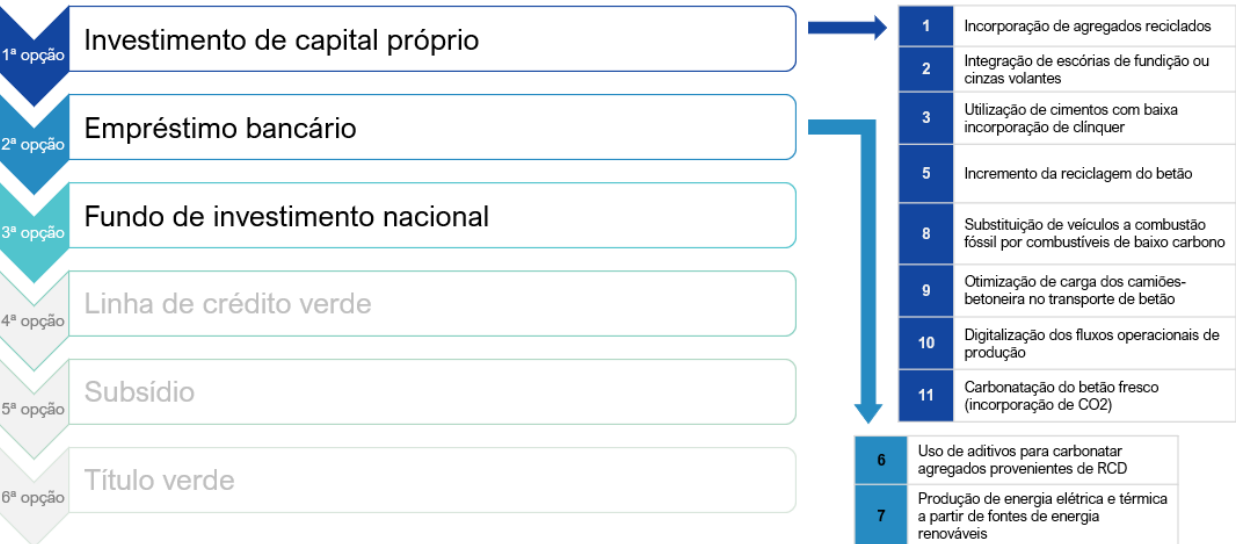 1ª opção
Investimento de capital próprio
2ª opção
Empréstimo bancário
3ª opção
Fundo de investimento nacional
4ª opção
Linha de crédito verde
5ª opção
Subsídio
6ª opção
Título verde
1
Incorporação de agregados reciclados
2
Integração de escórias de fundição ou
cinzas volantes
3
Utilização de cimentos com baixa
incorporação de clínquer
5
Incremento da reciclagem do betão
8
Substituição de veículos a combustão
fóssil por combustíveis de baixo carbono
9
Otimização de carga dos camiões-
betoneira no transporte de betão
10
Digitalização dos fluxos operacionais de
produção
11
Carbonatação do betão fresco
(incorporação de CO2)
6
Uso de aditivos para carbonatar
agregados provenientes de RCD
7
Produção de energia elétrica e térmica
a partir de fontes de energia
renováveis